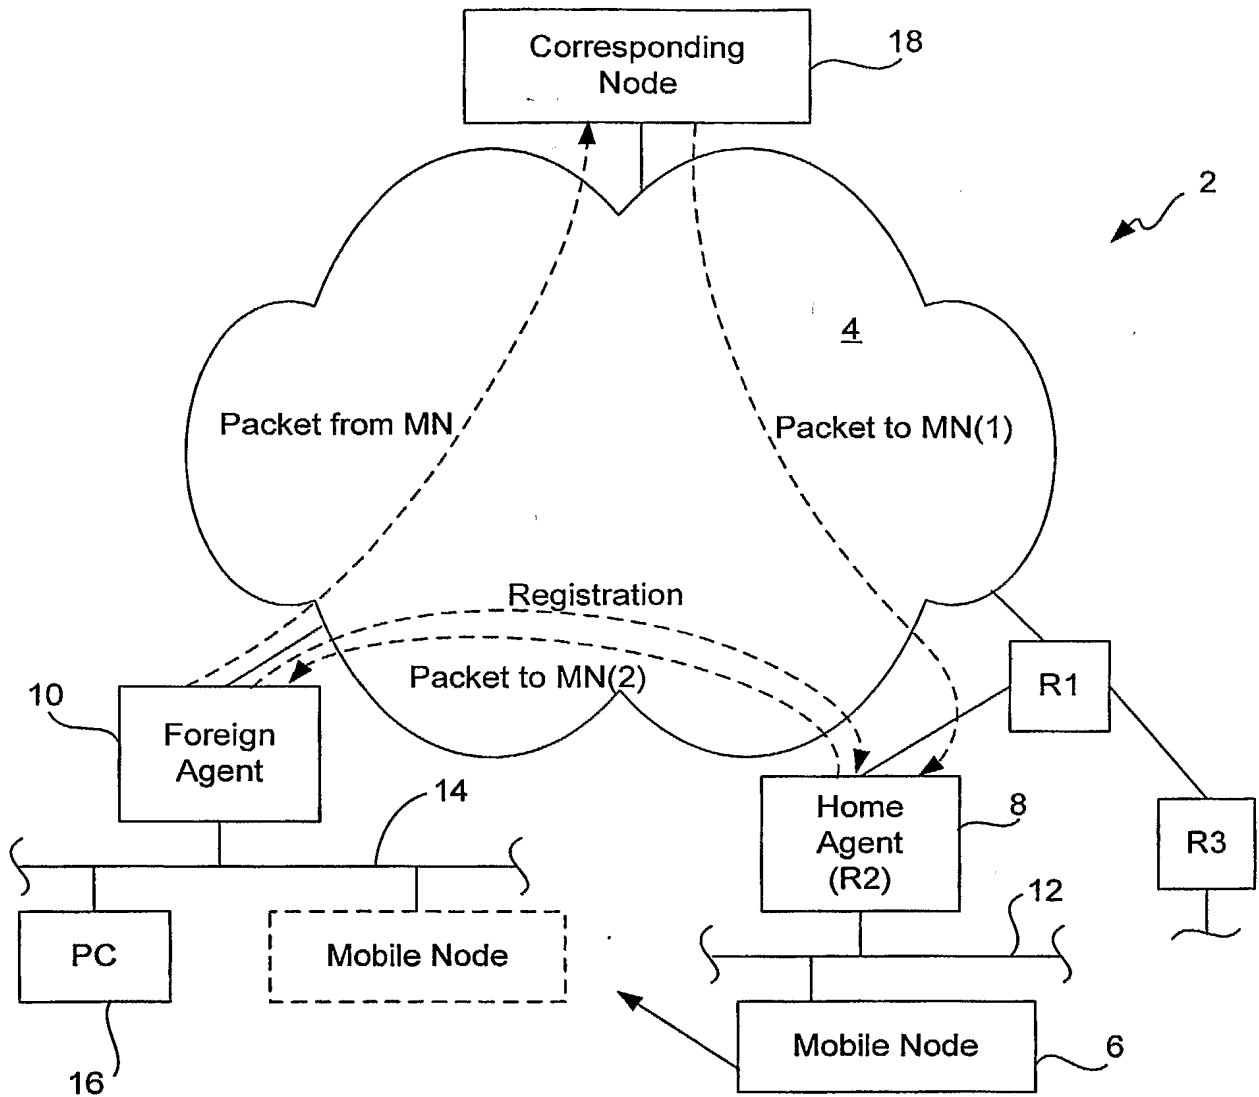 Corresponding
Node
18
2
4
Packet from MN
Packet to MN(1)
Registration
Packet to MN(2)
R1
10
Foreign
Agent
14
Home
Agent
(R2)
8
R3
12
PC
Mobile Node
Mobile Node
6
16